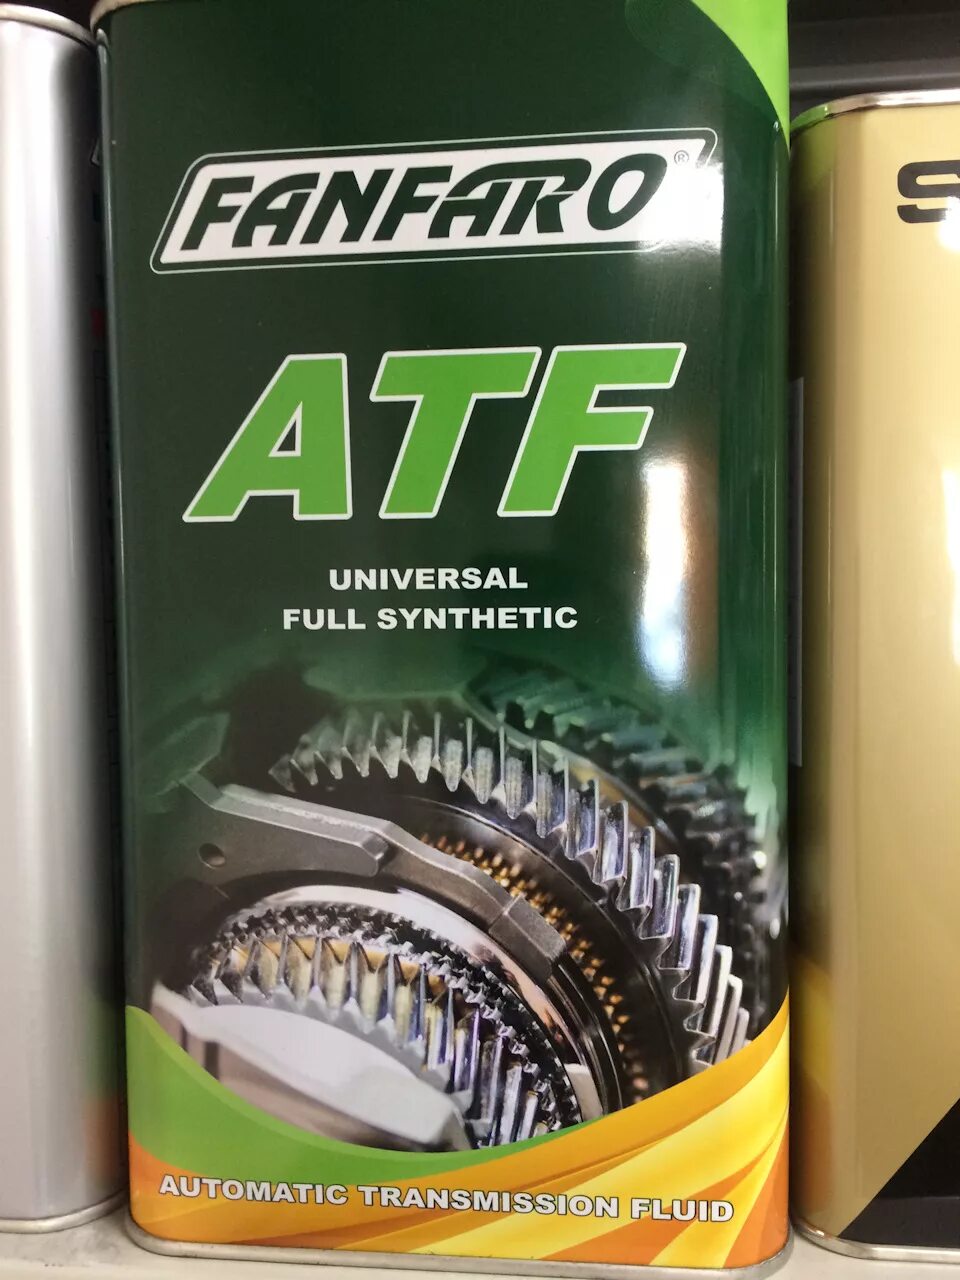 FANFARO®
ATF
UNIVERSAL
FULL SYNTHETIC
AUTOMATIC TRANSMISSION FLUID
S